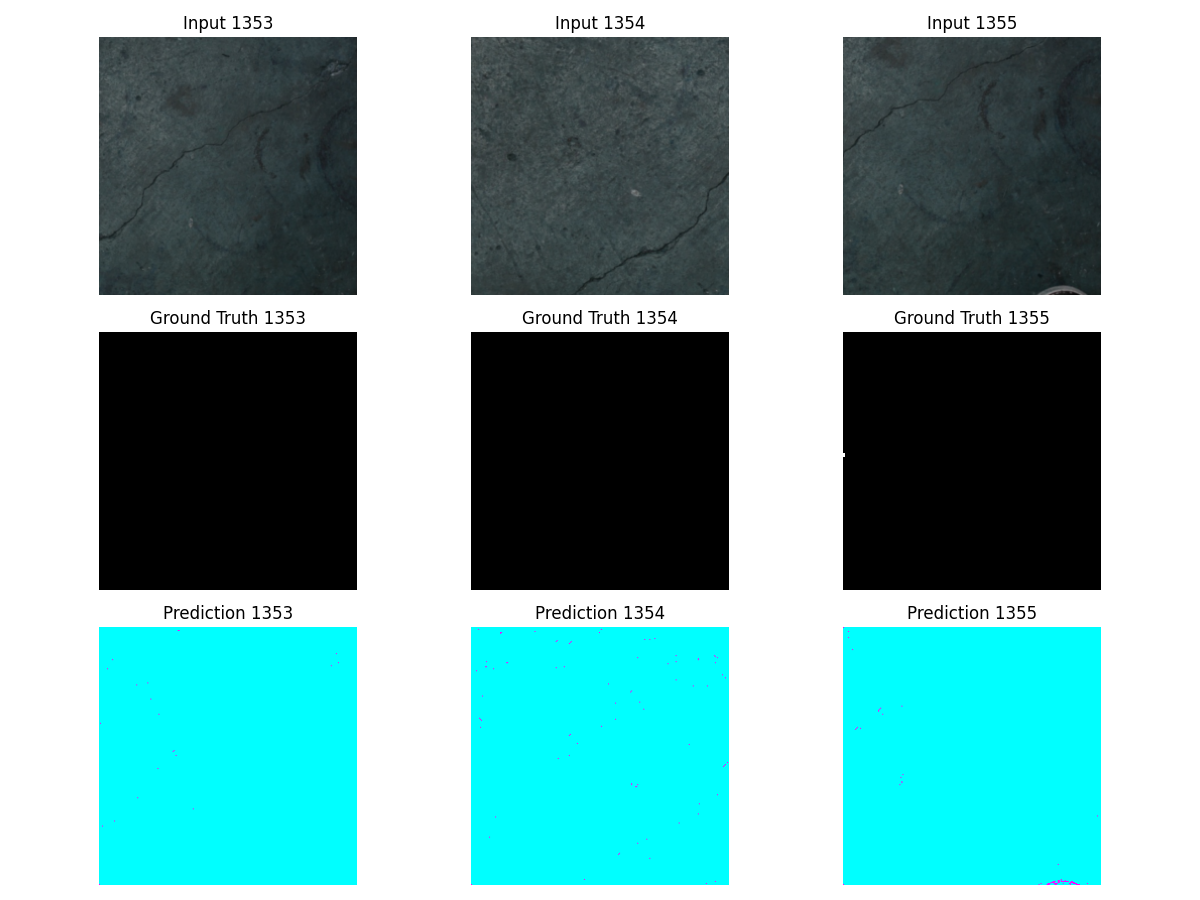 Input 1353
Input 1354
Input 1355
Ground Truth 1353
Ground Truth 1354
Ground Truth 1355
Prediction 1353
Prediction 1354
Prediction 1355